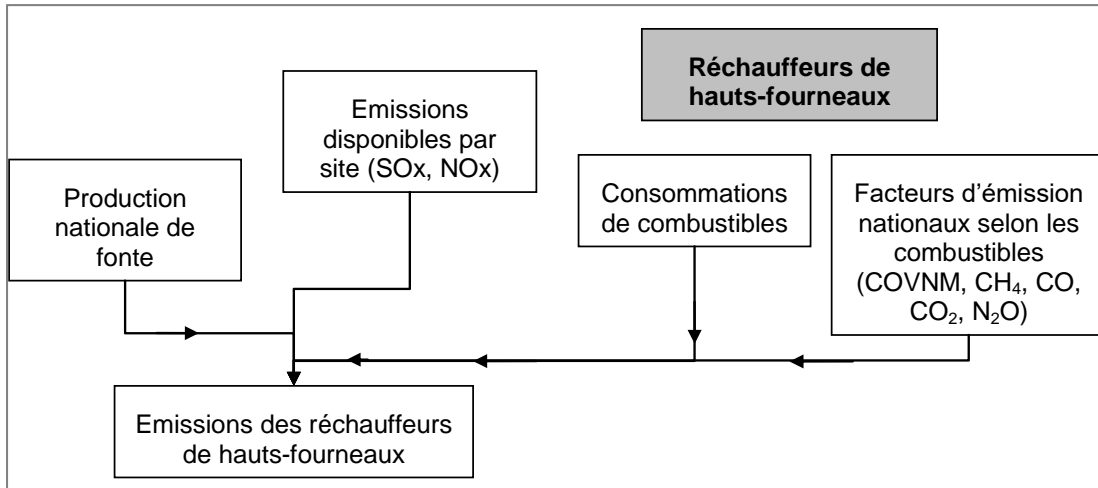 Réchauffeurs de
hauts-fourneaux
Emissions
disponibles par
site (SOx, NOx)
Production
nationale de
fonte
Consommations
de combustibles
Facteurs d'émission
nationaux selon les
combustibles
(COVNM, CH₄, CO,
CO₂, N₂O)
Emissions des réchauffeurs
de hauts-fourneaux